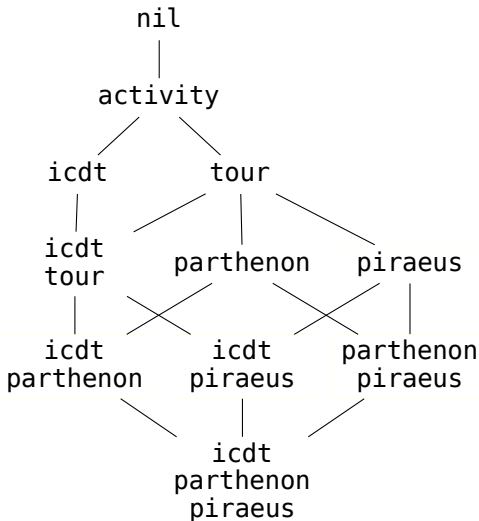 nil
activity
icdt
tour
icdt
tour
parthenon
piraeus
icdt
parthenon
icdt
piraeus
parthenon
piraeus
icdt
parthenon
piraeus